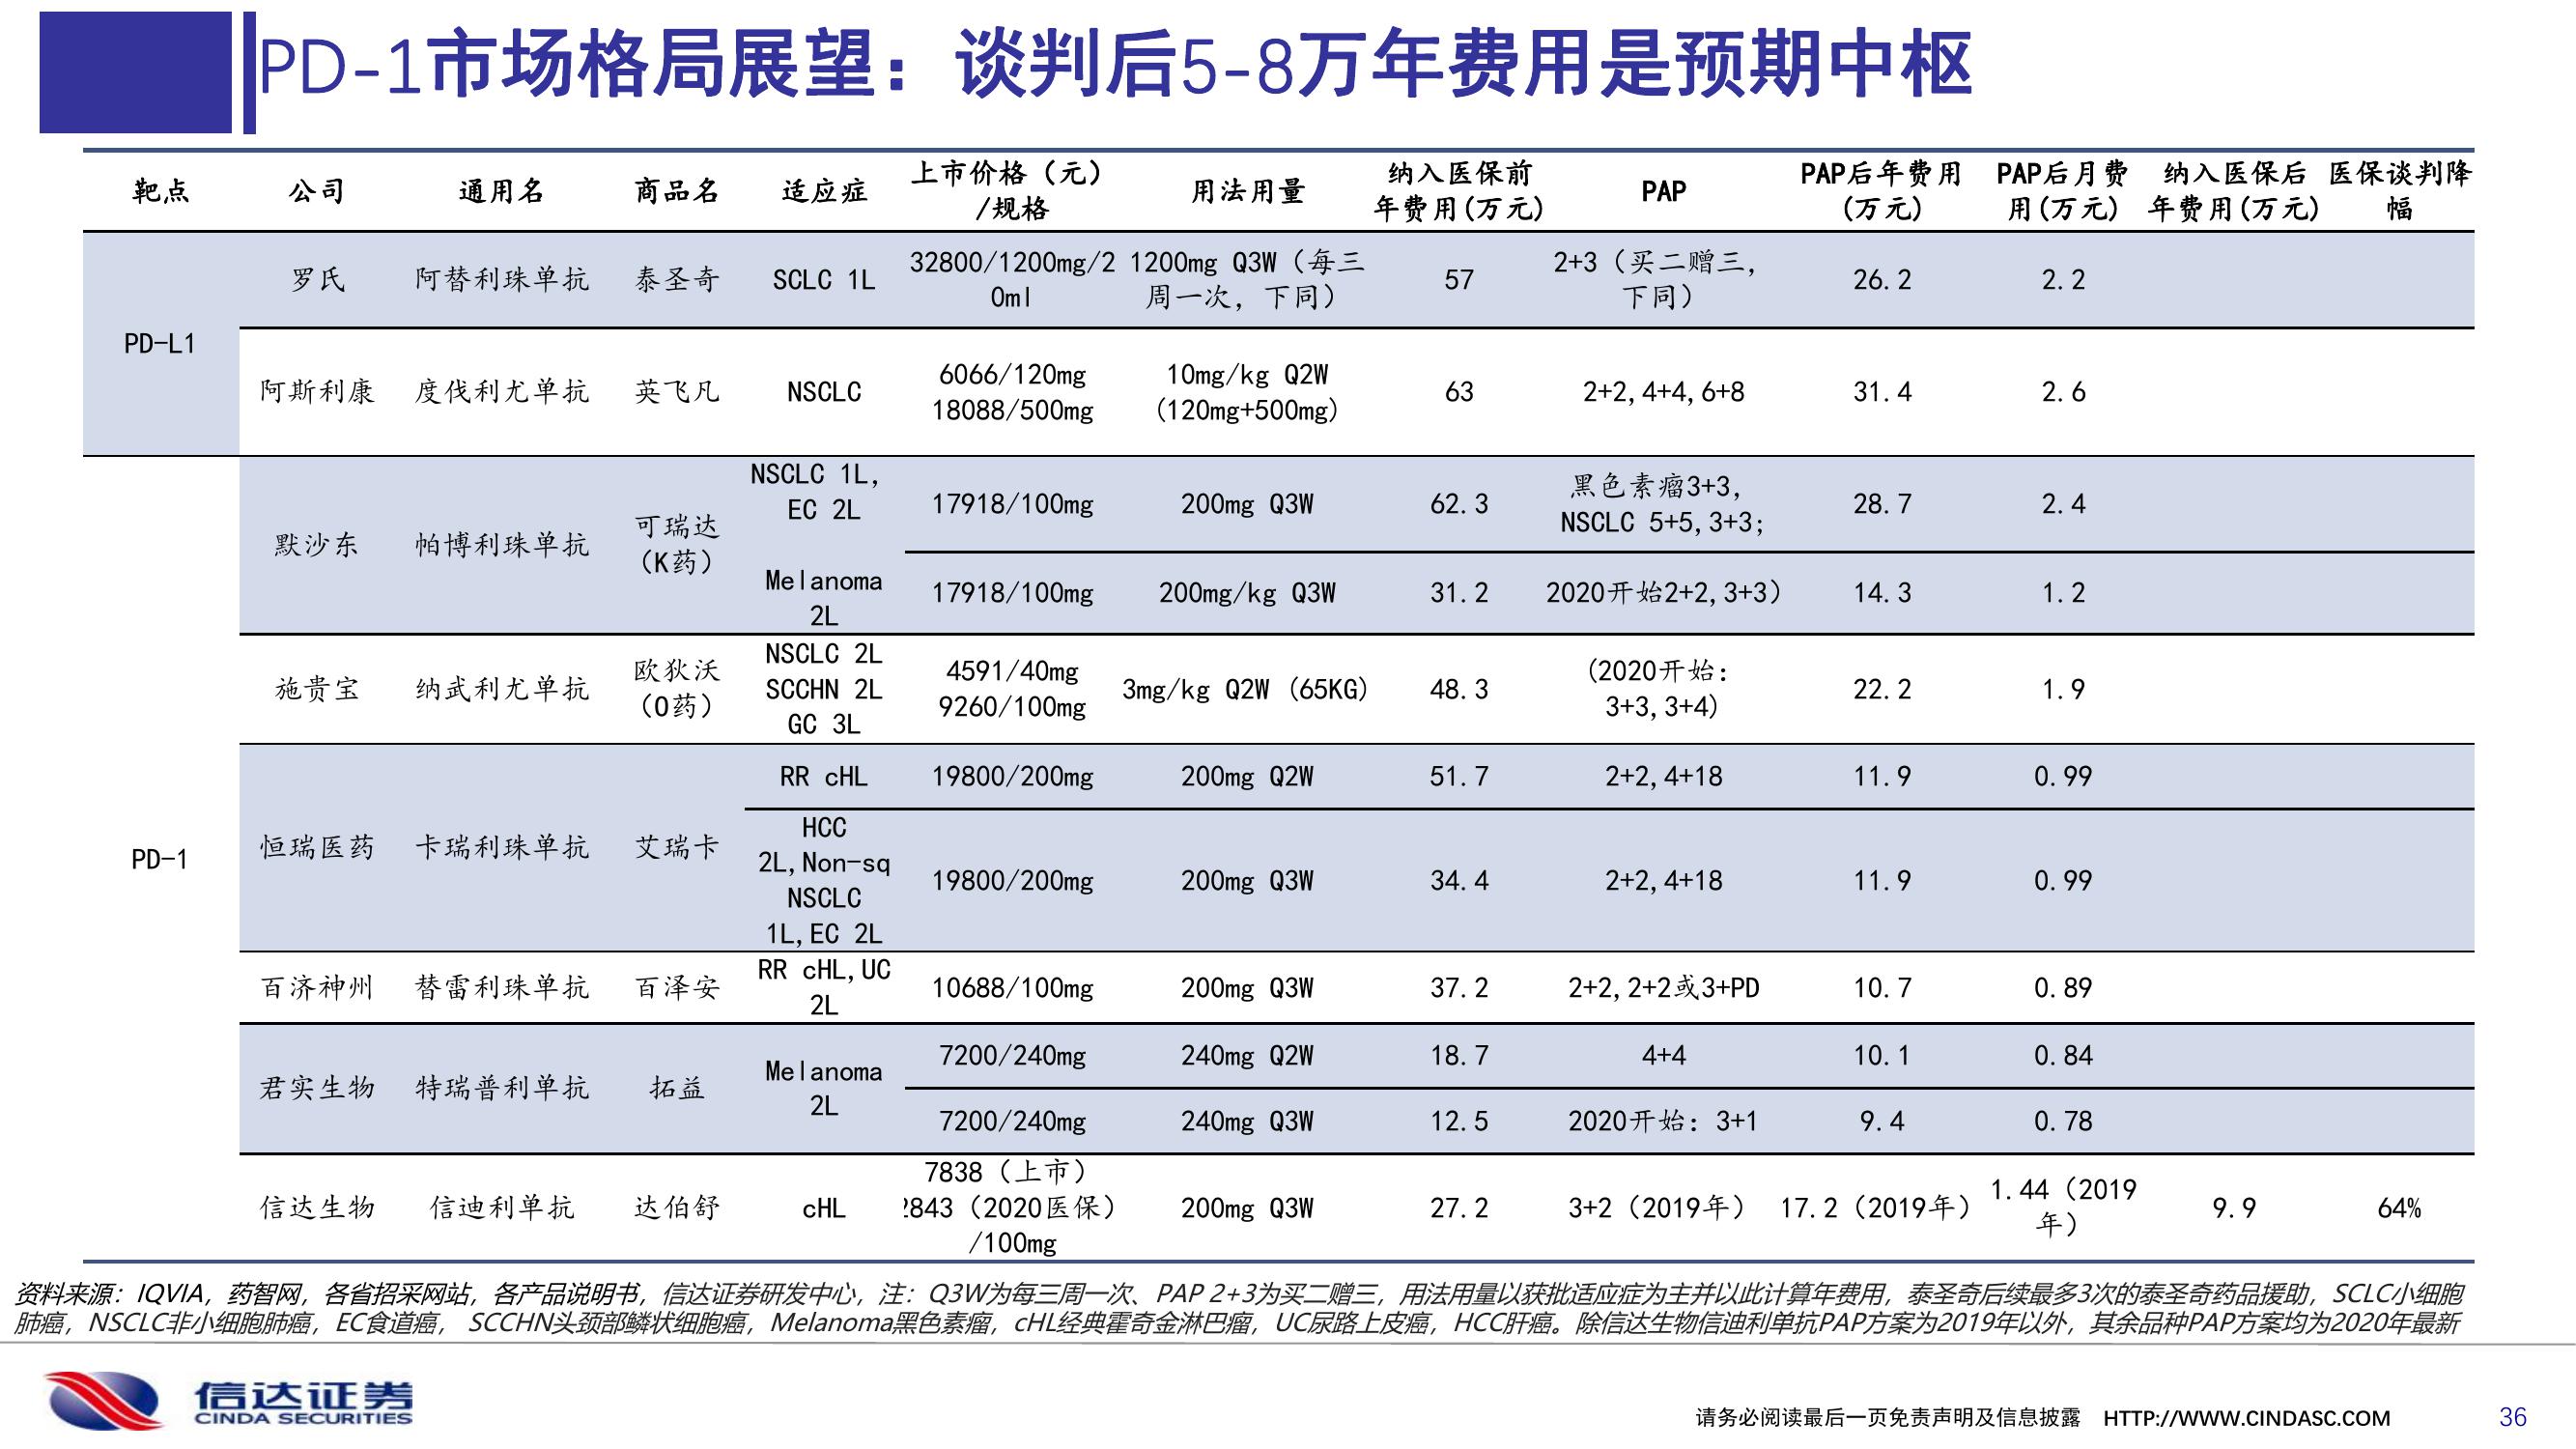 PD-1市场格局展望：谈判后5-8万年费用是预期中枢
靶点 公司 通用名 商品名 适应症 上市价格（元）/规格 用法用量 纳入医保前年费用(万元) PAP PAP后年费用(万元) PAP后月费用(万元) 纳入医保后年费用(万元) 医保谈判降幅
PD-L1 罗氏 阿替利珠单抗 泰圣奇 SCLC 1L 32800/1200mg/20ml 1200mg Q3W（每三周一次，下同） 57 2+3（买二赠三，下同） 26.2 2.2
阿斯利康 度伐利尤单抗 英飞凡 NSCLC 6066/120mg 18088/500mg 10mg/kg Q2W (120mg+500mg) 63 2+2,4+4,6+8 31.4 2.6
PD-1 默沙东 帕博利珠单抗 可瑞达（K药） NSCLC 1L, EC 2L 17918/100mg 200mg Q3W 62.3 黑色素瘤3+3, NSCLC 5+5,3+3; 28.7 2.4
Melanoma 2L 17918/100mg 200mg/kg Q3W 31.2 2020开始2+2,3+3） 14.3 1.2
施贵宝 纳武利尤单抗 欧狄沃（O药） NSCLC 2L SCCHN 2L GC 3L 4591/40mg 9260/100mg 3mg/kg Q2W (65KG) 48.3 (2020开始：3+3,3+4) 22.2 1.9
恒瑞医药 卡瑞利珠单抗 艾瑞卡 RR cHL 19800/200mg 200mg Q2W 51.7 2+2,4+18 11.9 0.99
HCC 2L,Non-sq NSCLC 1L,EC 2L 19800/200mg 200mg Q3W 34.4 2+2,4+18 11.9 0.99
百济神州 替雷利珠单抗 百泽安 RR cHL,UC 2L 10688/100mg 200mg Q3W 37.2 2+2,2+2或3+PD 10.7 0.89
君实生物 特瑞普利单抗 拓益 Melanoma 2L 7200/240mg 240mg Q2W 18.7 4+4 10.1 0.84
7200/240mg 240mg Q3W 12.5 2020开始：3+1 9.4 0.78
信达生物 信迪利单抗 达伯舒 cHL 7838（上市）2843（2020医保）/100mg 200mg Q3W 27.2 3+2（2019年） 17.2（2019年） 1.44（2019年） 9.9 64%
资料来源：IQVIA，药智网，各省招采网站，各产品说明书，信达证券研发中心，注：Q3W为每三周一次、PAP 2+3为买二赠三，用法用量以获批适应症为主并以此计算年费用，泰圣奇后续最多3次的泰圣奇药品援助，SCLC小细胞
肺癌，NSCLC非小细胞肺癌，EC食道癌， SCCHN头颈部鳞状细胞癌，Melanoma黑色素瘤，cHL经典霍奇金淋巴瘤，UC尿路上皮癌，HCC肝癌。除信达生物信迪利单抗PAP方案为2019年以外，其余品种PAP方案均为2020年最新
信达证券
CINDA SECURITIES
请务必阅读最后一页免责声明及信息披露 HTTP://WWW.CINDASC.COM 36